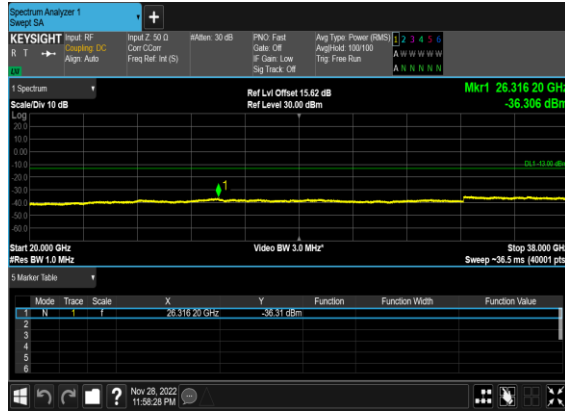 Spectrum Analyzer 1
Swept SA
KEYSIGHT Input: RF Input Z: 50 Ω #Atten: 30 dB PNO: Fast Avg Type: Power (RMS) 1 2 3 4 5 6
R T Coupling: DC Corr CCorr Gate: Off Avg|Hold: 100/100 A W W W W W
Align: Auto Freq Ref: Int (S) IF Gain: Low Trig: Free Run
Sig Track: Off A N N N N N
1 Spectrum Ref Lvl Offset 15.62 dB Mkr1 26.316 20 GHz
Scale/Div 10 dB Ref Level 30.00 dBm -36.306 dBm
Log
20.0
10.0
0.00
-10.0 DL1 -13.00 dBm
-20.0
-30.0 1
-40.0
-50.0
-60.0
Start 20.000 GHz Video BW 3.0 MHz* Stop 38.000 GHz
#Res BW 1.0 MHz Sweep ~36.5 ms (40001 pts)
5 Marker Table
Mode Trace Scale X Y Function Function Width Function Value
1 N 1 f 26.316 20 GHz -36.31 dBm
2
3
4
5
6
? Nov 28, 2022
11:58:28 PM